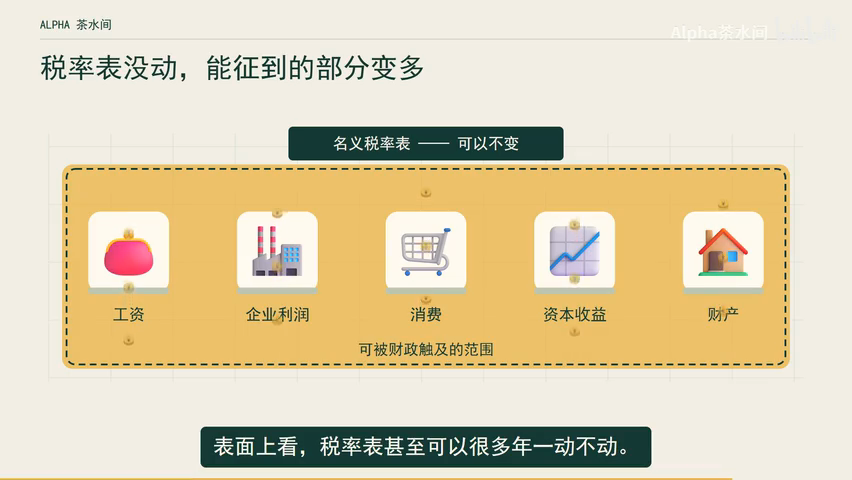 ALPHA 茶水间
Alpha茶水间
税率表没动，能征到的部分变多
名义税率表 —— 可以不变
工资
企业利润
消费
资本收益
财产
可被财政触及的范围
表面上看，税率表甚至可以很多年一动不动。